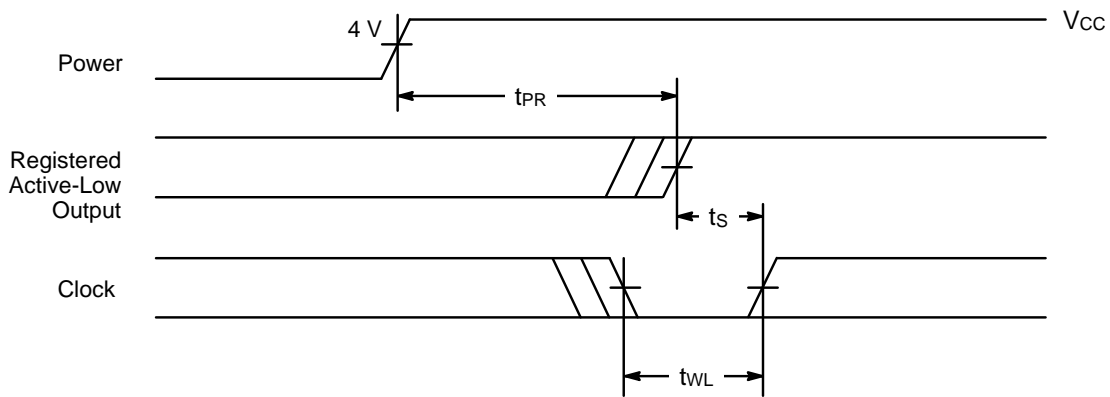 4 V
VCC
Power
tPR
Registered
Active-Low
Output
tS
Clock
tWL